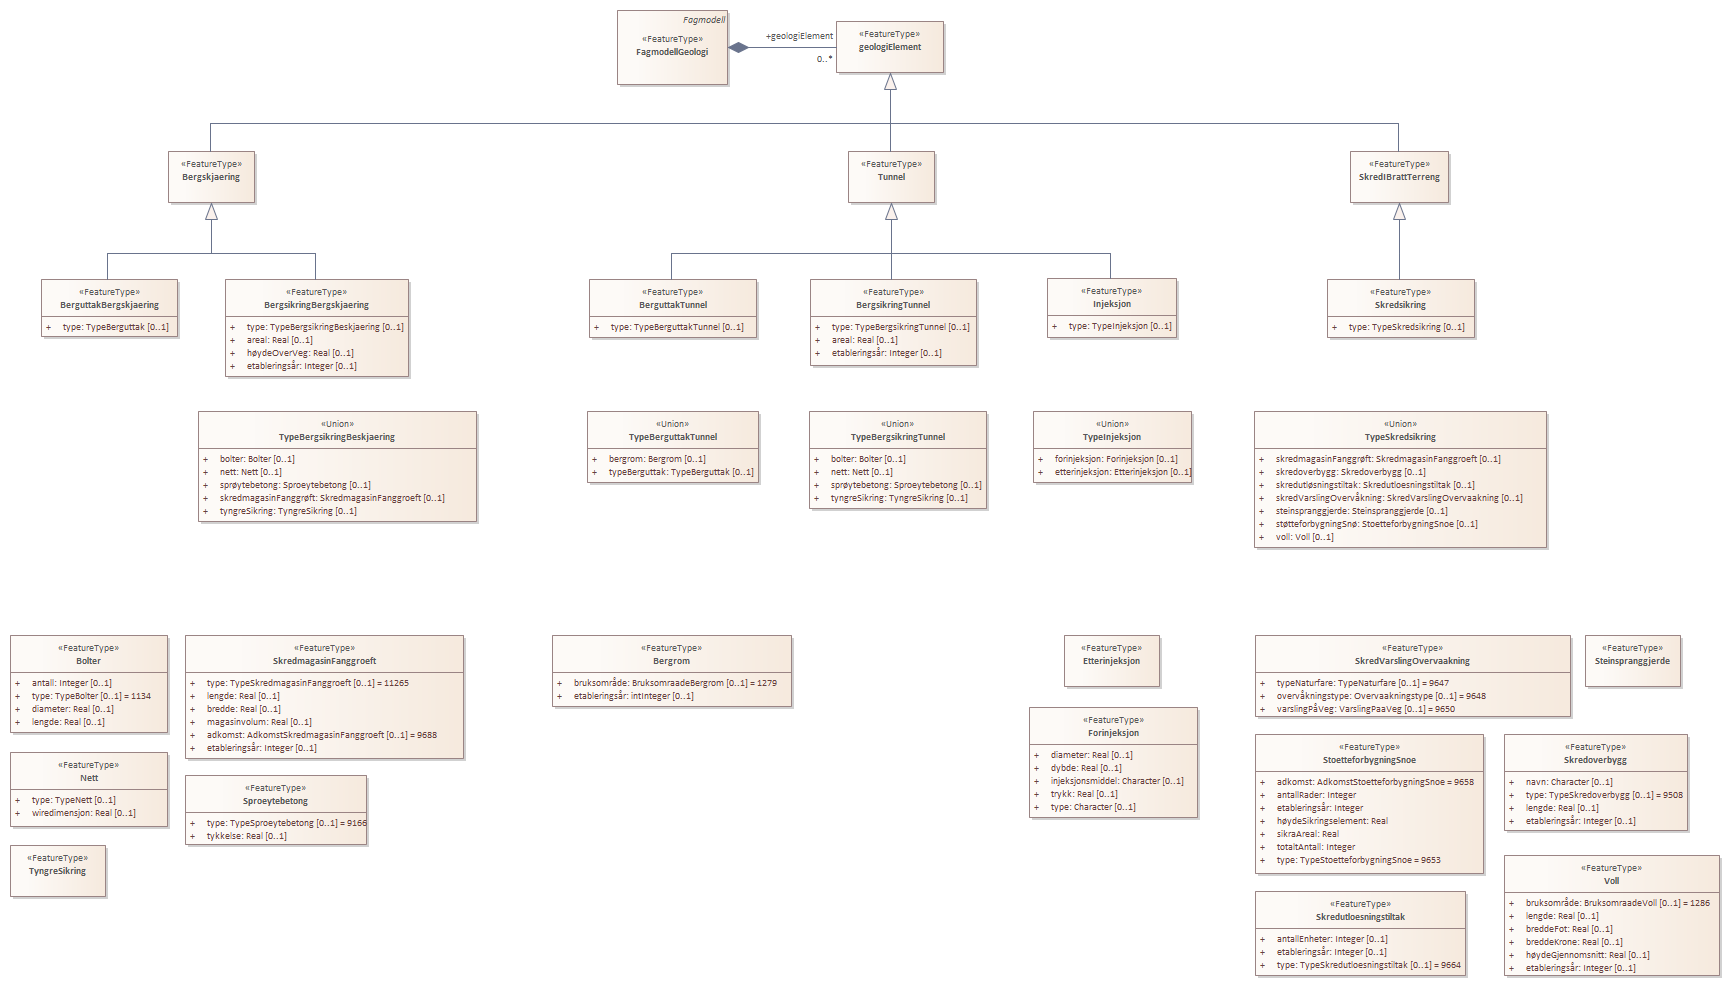 Fagmodell
«FeatureType»
FagmodellGeologi
+geologiElement
0..*
«FeatureType»
geologiElement
«FeatureType»
Bergskjaering
«FeatureType»
Tunnel
«FeatureType»
SkredIBrattTerreng
«FeatureType»
BerguttakBergskjaering
+ type: TypeBerguttak [0..1]
«FeatureType»
BergsikringBergskjaering
+ type: TypeBergsikringBeskjaering [0..1]
+ areal: Real [0..1]
+ høydeOverVeg: Real [0..1]
+ etableringsår: Integer [0..1]
«FeatureType»
BerguttakTunnel
+ type: TypeBerguttakTunnel [0..1]
«FeatureType»
BergsikringTunnel
+ type: TypeBergsikringTunnel [0..1]
+ areal: Real [0..1]
+ etableringsår: Integer [0..1]
«FeatureType»
Injeksjon
+ type: TypeInjeksjon [0..1]
«FeatureType»
Skredsikring
+ type: TypeSkredsikring [0..1]
«Union»
TypeBergsikringBeskjaering
+ bolter: Bolter [0..1]
+ nett: Nett [0..1]
+ sprøytebetong: Sproeytebetong [0..1]
+ skredmagasinFanggrøft: SkredmagasinFanggroeft [0..1]
+ tyngreSikring: TyngreSikring [0..1]
«Union»
TypeBerguttakTunnel
+ bergrom: Bergrom [0..1]
+ typeBerguttak: TypeBerguttak [0..1]
«Union»
TypeBergsikringTunnel
+ bolter: Bolter [0..1]
+ nett: Nett [0..1]
+ sprøytebetong: Sproeytebetong [0..1]
+ tyngreSikring: TyngreSikring [0..1]
«Union»
TypeInjeksjon
+ forinjeksjon: Forinjeksjon [0..1]
+ etterinjeksjon: Etterinjeksjon [0..1]
«Union»
TypeSkredsikring
+ skredmagasinFanggrøft: SkredmagasinFanggroeft [0..1]
+ skredoverbygg: Skredoverbygg [0..1]
+ skredutløsningstiltak: Skredutloesningstiltak [0..1]
+ skredVarslingOvervåkning: SkredVarslingOvervaakning [0..1]
+ steinspranggjerde: Steinspranggjerde [0..1]
+ støtteforbygningSnø: StoetteforbygningSnoe [0..1]
+ voll: Voll [0..1]
«FeatureType»
Bolter
+ antall: Integer [0..1]
+ type: TypeBolter [0..1] = 1134
+ diameter: Real [0..1]
+ lengde: Real [0..1]
«FeatureType»
SkredmagasinFanggroeft
+ type: TypeSkredmagasinFanggroeft [0..1] = 11265
+ lengde: Real [0..1]
+ bredde: Real [0..1]
+ magasinvolum: Real [0..1]
+ adkomst: AdkomstSkredmagasinFanggroeft [0..1] = 9688
+ etableringsår: Integer [0..1]
«FeatureType»
Nett
+ type: TypeNett [0..1]
+ wiredimensjon: Real [0..1]
«FeatureType»
Sproeytebetong
+ type: TypeSproeytebetong [0..1] = 9166
+ tykkelse: Real [0..1]
«FeatureType»
TyngreSikring
«FeatureType»
Bergrom
+ bruksområde: BruksomraadeBergrom [0..1] = 1279
+ etableringsår: intInteger [0..1]
«FeatureType»
Etterinjeksjon
«FeatureType»
Forinjeksjon
+ diameter: Real [0..1]
+ dybde: Real [0..1]
+ injeksjonsmiddel: Character [0..1]
+ trykk: Real [0..1]
+ type: Character [0..1]
«FeatureType»
SkredVarslingOvervaakning
+ typeNaturfare: TypeNaturfare [0..1] = 9647
+ overvåkningstype: Overvaakningstype [0..1] = 9648
+ varslingPåVeg: VarslingPaaVeg [0..1] = 9650
«FeatureType»
Steinspranggjerde
«FeatureType»
StoetteforbygningSnoe
+ adkomst: AdkomstStoetteforbygningSnoe = 9658
+ antallRader: Integer
+ etableringsår: Integer
+ høydeSikringselement: Real
+ sikraAreal: Real
+ totaltAntall: Integer
+ type: TypeStoetteforbygningSnoe = 9653
«FeatureType»
Skredoverbygg
+ navn: Character [0..1]
+ type: TypeSkredoverbygg [0..1] = 9508
+ lengde: Real [0..1]
+ etableringsår: Integer [0..1]
«FeatureType»
Skredutloesningstiltak
+ antallEnheter: Integer [0..1]
+ etableringsår: Integer [0..1]
+ type: TypeSkredutloesningstiltak [0..1] = 9664
«FeatureType»
Voll
+ bruksområde: BruksomraadeVoll [0..1] = 1286
+ lengde: Real [0..1]
+ breddeFot: Real [0..1]
+ breddeKrone: Real [0..1]
+ høydeGjennomsnitt: Real [0..1]
+ etableringsår: Integer [0..1]